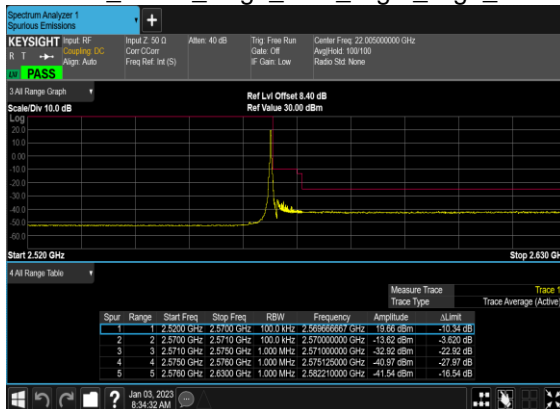 Spectrum Analyzer 1
Spurious Emissions
+
KEYSIGHT Input: RF Input Z: 50 Ω Atten: 40 dB Trig: Free Run Center Freq: 22.005000000 GHz
R T Coupling: DC Corr CCorr Gate: Off Avg|Hold: 100/100
Align: Auto Freq Ref: Int (S) IF Gain: Low Radio Std: None
PASS
3 All Range Graph
Ref Lvl Offset 8.40 dB
Scale/Div 10.0 dB Ref Value 30.00 dBm
Log
20.0
10.0
0.00
-10.0
-20.0
-30.0
-40.0
-50.0
-60.0
Start 2.520 GHz Stop 2.630 GH
4 All Range Table
Measure Trace Trace 1
Trace Type Trace Average (Active)
Spur Range Start Freq Stop Freq RBW Frequency Amplitude ΔLimit
1 1 2.5200 GHz 2.5700 GHz 100.0 kHz 2.569666667 GHz 19.66 dBm -10.34 dB
2 2 2.5700 GHz 2.5710 GHz 100.0 kHz 2.570000000 GHz -13.62 dBm -3.620 dB
3 3 2.5710 GHz 2.5750 GHz 1.000 MHz 2.571000000 GHz -32.92 dBm -22.92 dB
4 4 2.5750 GHz 2.5760 GHz 1.000 MHz 2.575125000 GHz -40.97 dBm -27.97 dB
5 5 2.5760 GHz 2.6300 GHz 1.000 MHz 2.582210000 GHz -41.54 dBm -16.54 dB
? Jan 03, 2023
8:34:32 AM